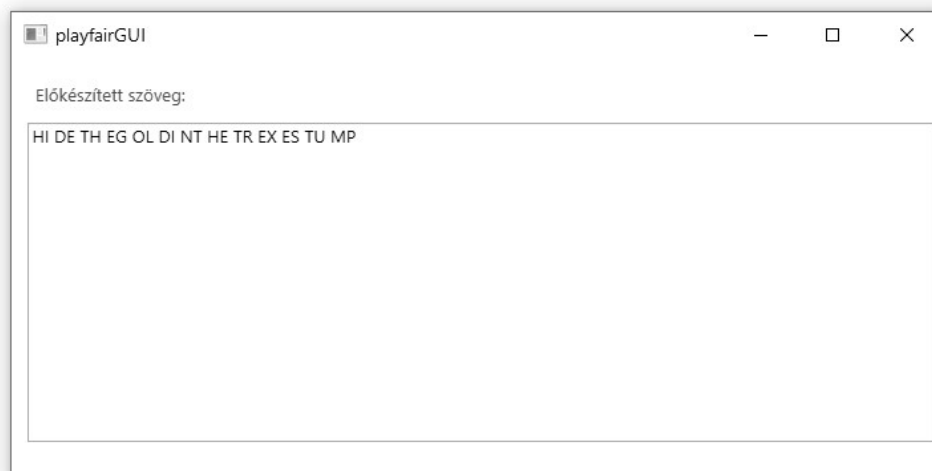 playfairGUI
Előkészített szöveg:
HI DE TH EG OL DI NT HE TR EX ES TU MP